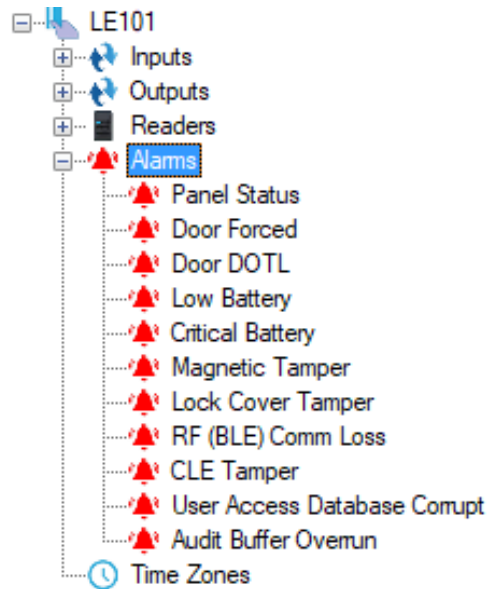 LE101
Inputs
Outputs
Readers
Alarms
Panel Status
Door Forced
Door DOTL
Low Battery
Critical Battery
Magnetic Tamper
Lock Cover Tamper
RF (BLE) Comm Loss
CLE Tamper
User Access Database Corrupt
Audit Buffer Overrun
Time Zones